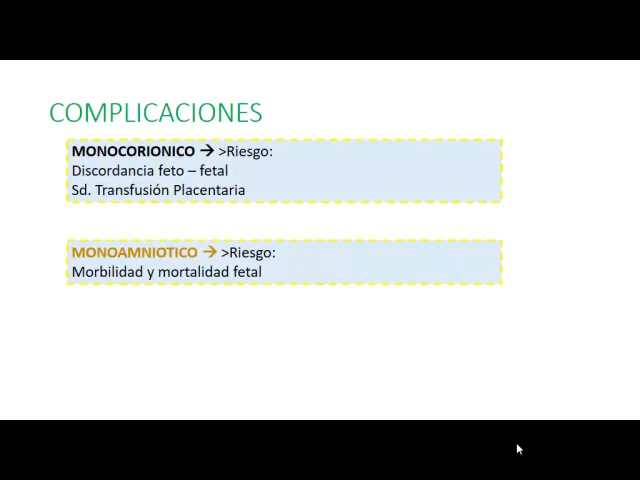 COMPLICACIONES
MONOCORIONICO → >Riesgo:
Discordancia feto – fetal
Sd. Transfusión Placentaria
MONOAMNIOTICO → >Riesgo:
Morbilidad y mortalidad fetal